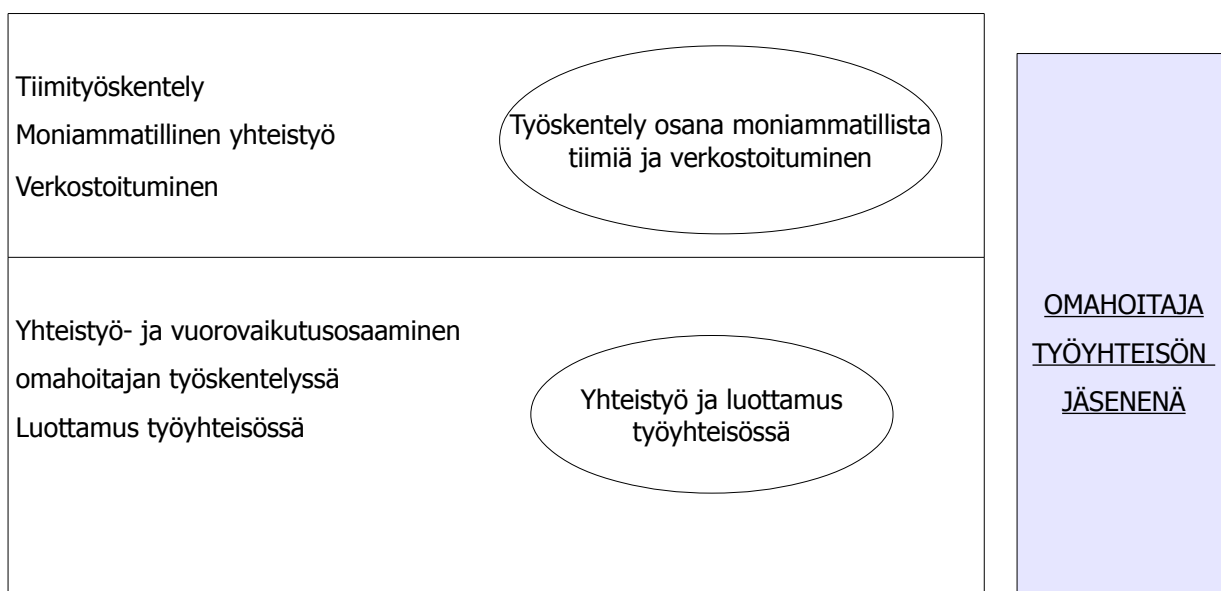 Tiimityöskentely
Moniammatillinen yhteistyö
Verkostoituminen
Työskentely osana moniammatillista
tiimiä ja verkostoituminen
Yhteistyö- ja vuorovaikutusosaaminen
omahoitajan työskentelyssä
Luottamus työyhteisössä
Yhteistyö ja luottamus
työyhteisössä
OMAHOITAJA
TYÖYHTEISÖN
JÄSENENÄ